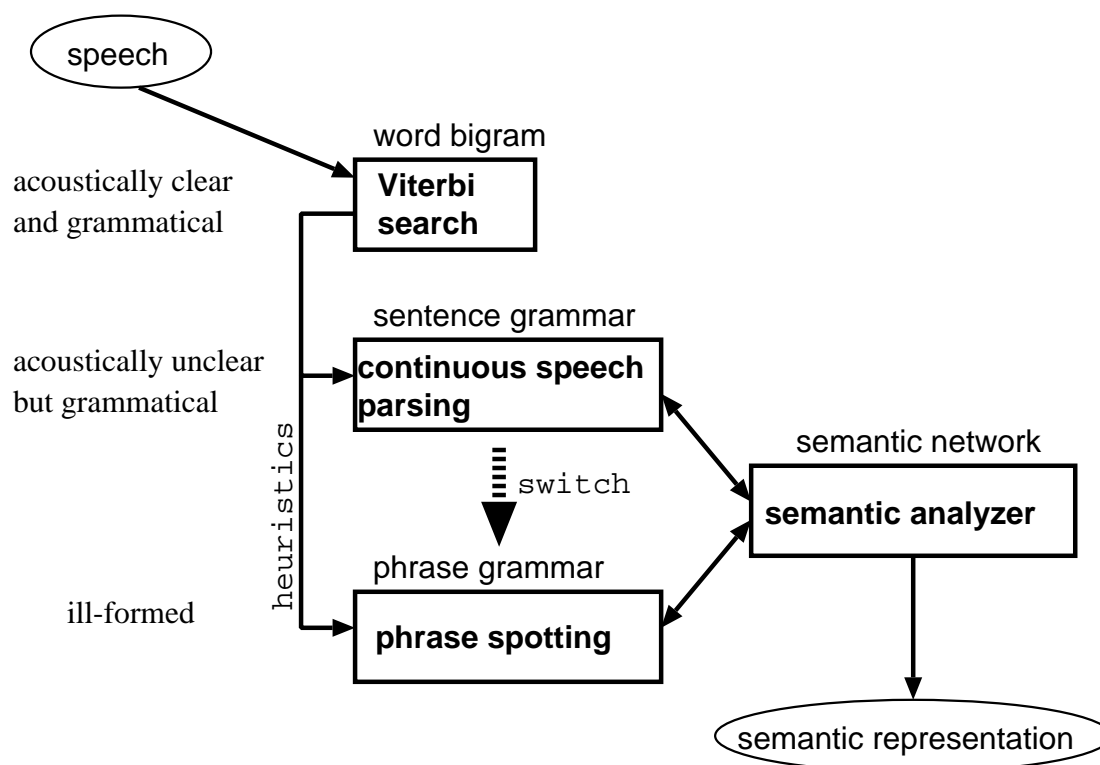 speech
word bigram
Viterbi
search
acoustically clear
and grammatical
sentence grammar
continuous speech
parsing
acoustically unclear
but grammatical
heuristics
switch
semantic network
semantic analyzer
phrase grammar
phrase spotting
ill-formed
semantic representation